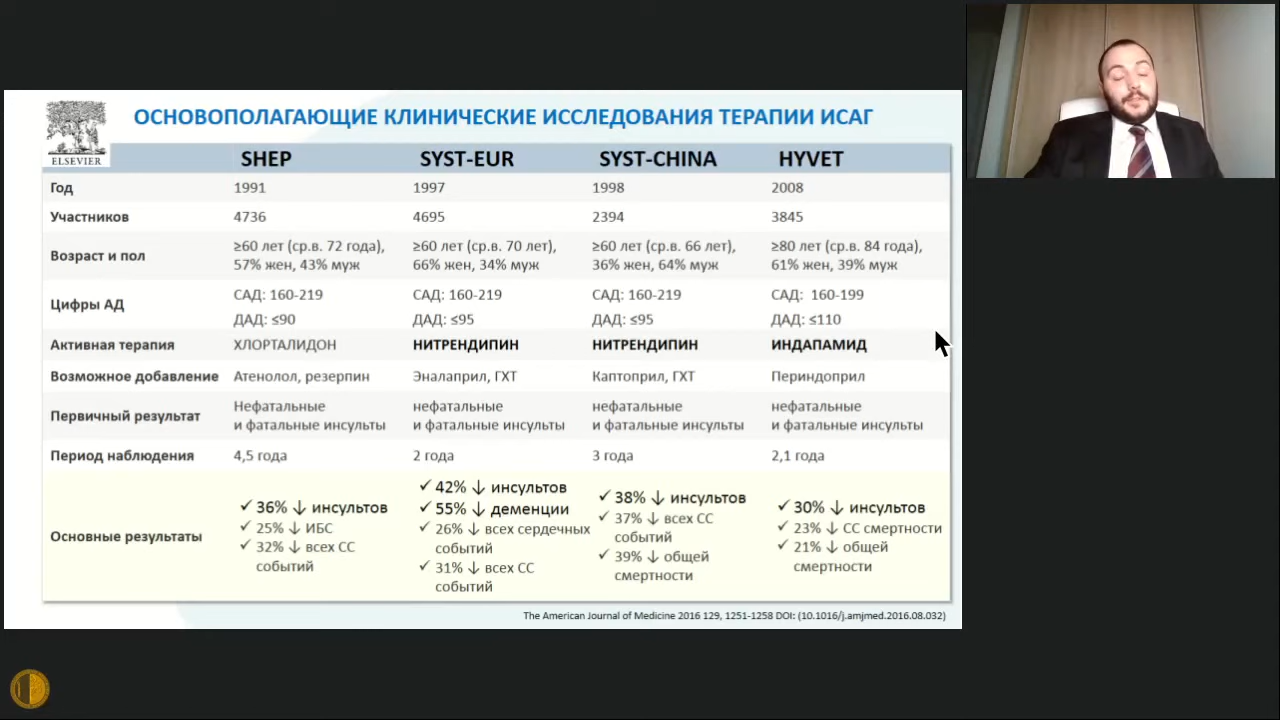 ОСНОВОПОЛАГАЮЩИЕ КЛИНИЧЕСКИЕ ИССЛЕДОВАНИЯ ТЕРАПИИ ИСАГ
ELSEVIER
SHEP SYST-EUR SYST-CHINA HYVET
Год 1991 1997 1998 2008
Участников 4736 4695 2394 3845
Возраст и пол
≥60 лет (ср.в. 72 года),
57% жен, 43% муж
≥60 лет (ср.в. 70 лет),
66% жен, 34% муж
≥60 лет (ср.в. 66 лет),
36% жен, 64% муж
≥80 лет (ср.в. 84 года),
61% жен, 39% муж
Цифры АД
САД: 160-219
ДАД: ≤90
САД: 160-219
ДАД: ≤95
САД: 160-219
ДАД: ≤95
САД: 160-199
ДАД: ≤110
Активная терапия ХЛОРТАЛИДОН НИТРЕНДИПИН НИТРЕНДИПИН ИНДАПАМИД
Возможное добавление Атенолол, резерпин Эналаприл, ГХТ Каптоприл, ГХТ Периндоприл
Первичный результат
Нефатальные
и фатальные инсульты
нефатальные
и фатальные инсульты
нефатальные
и фатальные инсульты
нефатальные
и фатальные инсульты
Период наблюдения 4,5 года 2 года 3 года 2,1 года
Основные результаты
✓ 36% ↓ инсультов
✓ 25% ↓ ИБС
✓ 32% ↓ всех СС
событий
✓ 42% ↓ инсультов
✓ 55% ↓ деменции
✓ 26% ↓ всех сердечных
событий
✓ 31% ↓ всех СС
событий
✓ 38% ↓ инсультов
✓ 37% ↓ всех СС
событий
✓ 39% ↓ общей
смертности
✓ 30% ↓ инсультов
✓ 23% ↓ СС смертности
✓ 21% ↓ общей
смертности
The American Journal of Medicine 2016 129, 1251-1258 DOI: (10.1016/j.amjmed.2016.08.032)